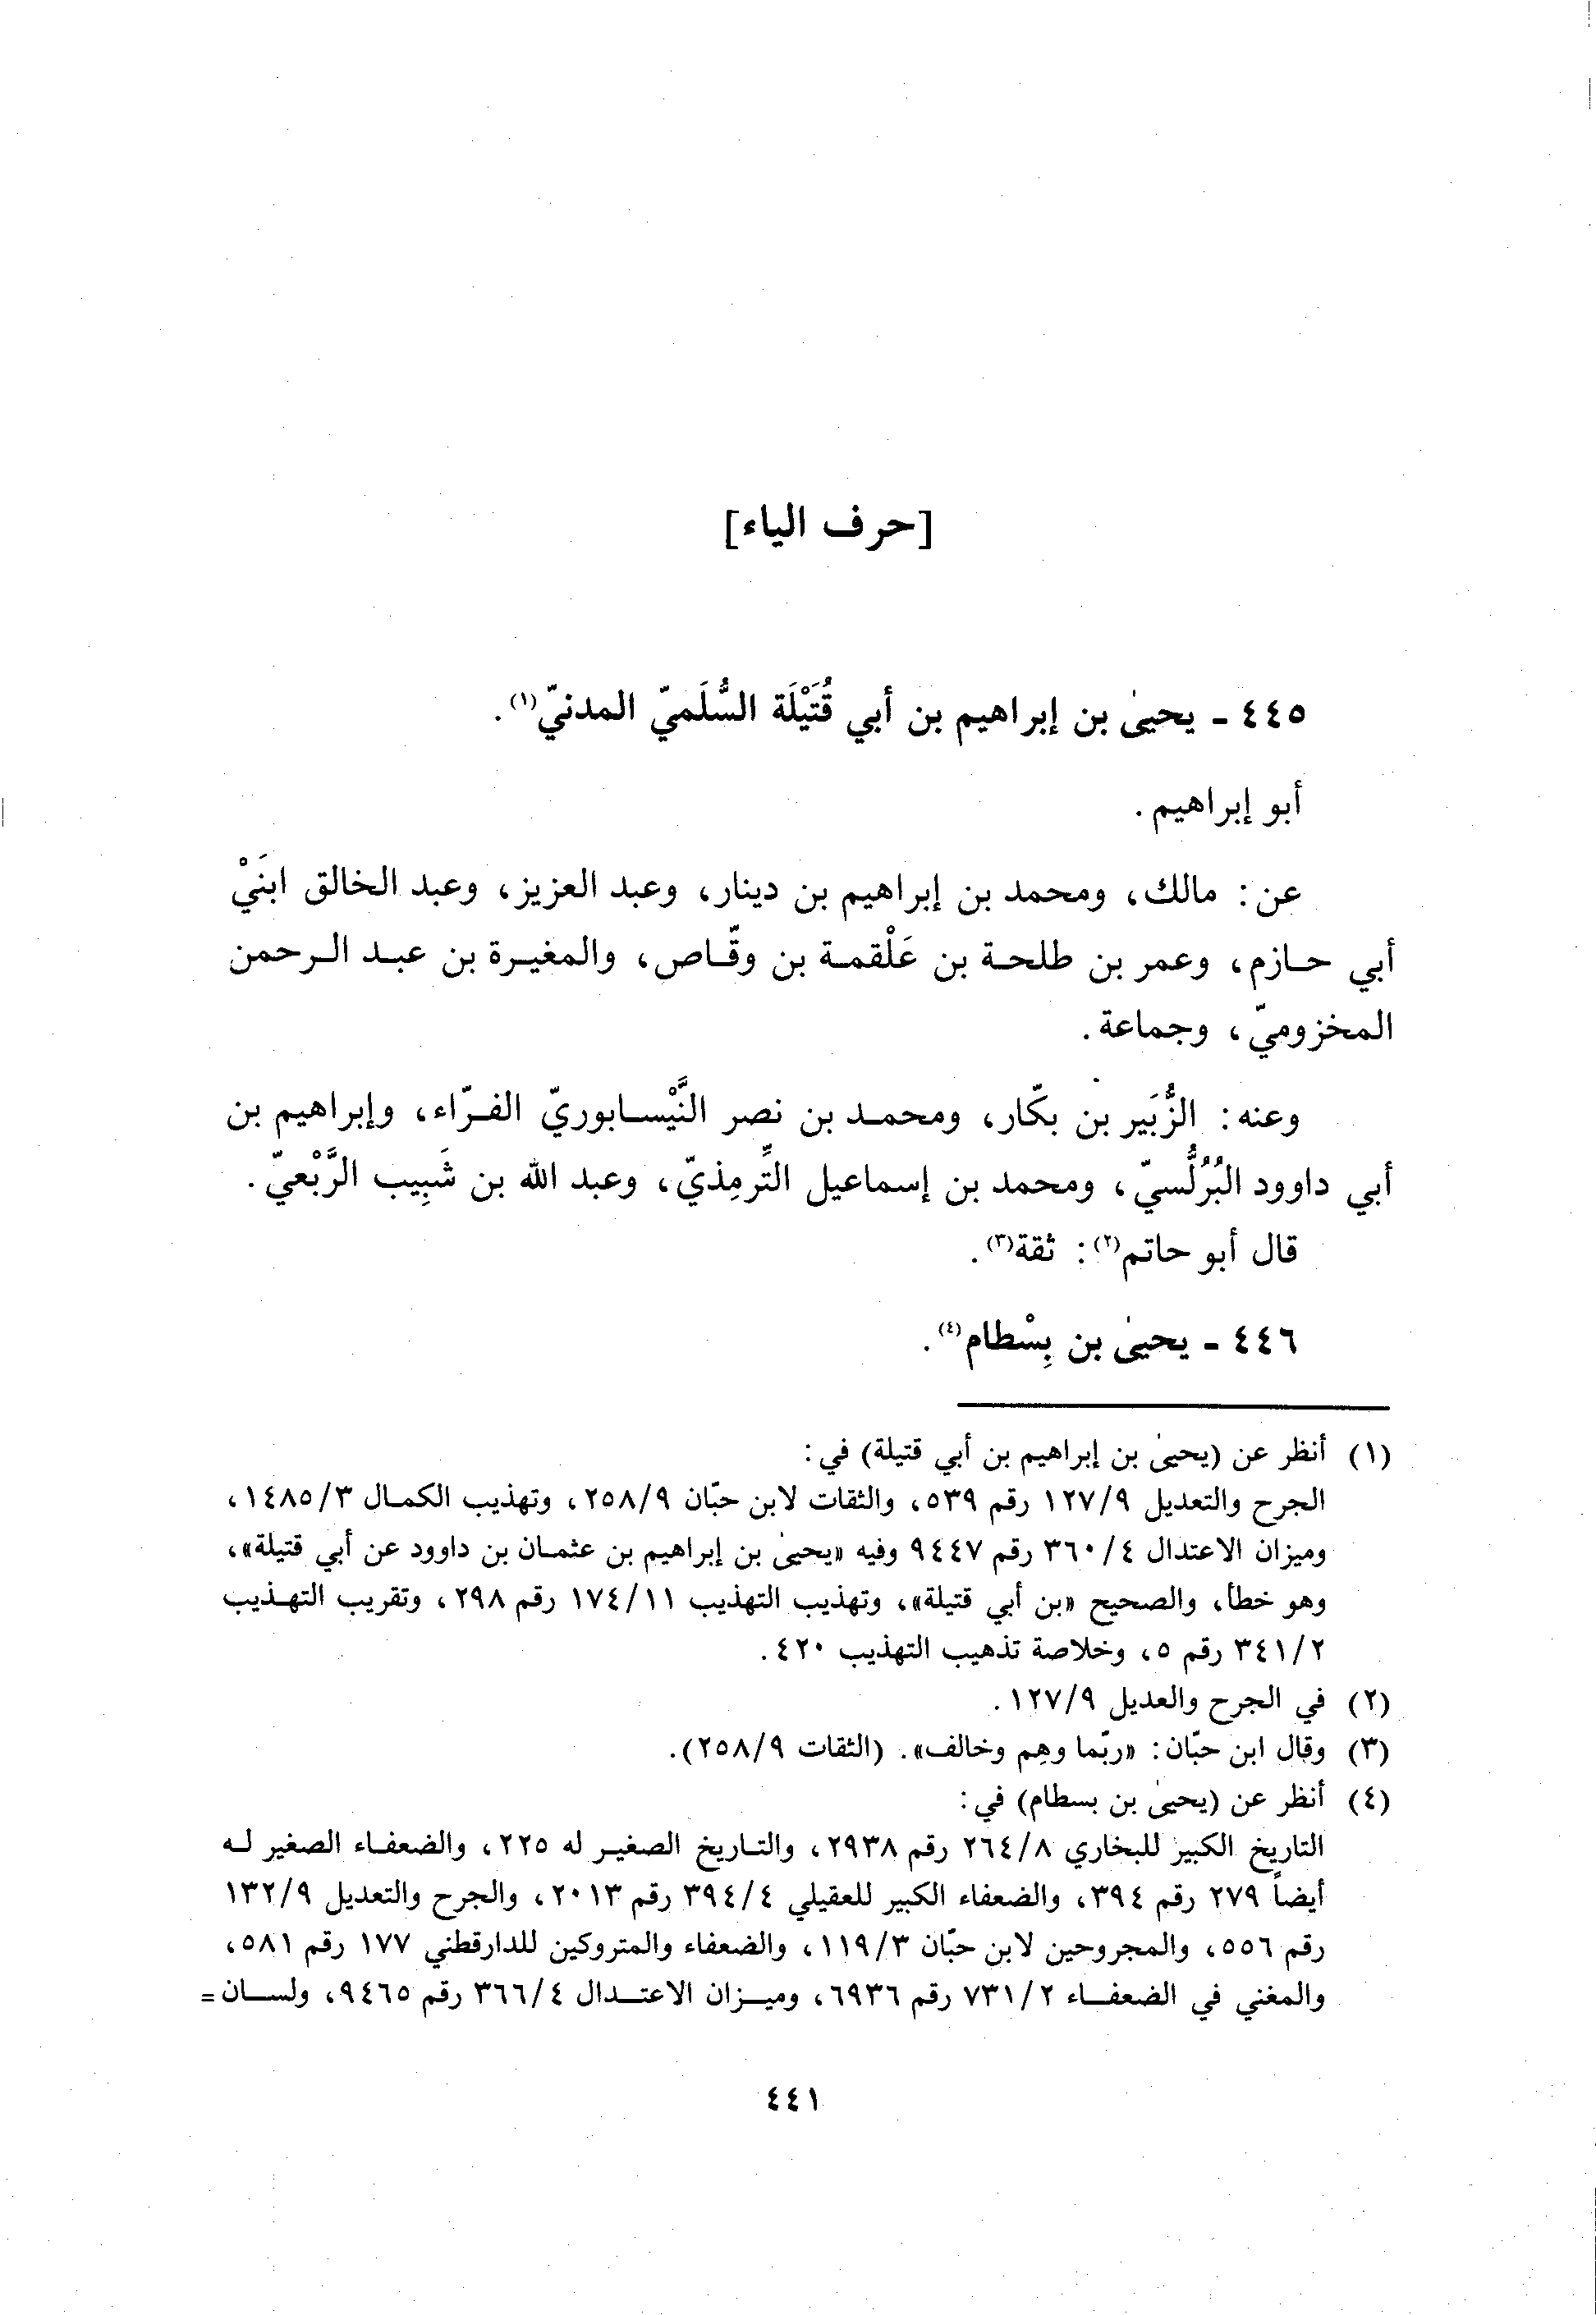 [حرف الياء]
٤٤٥ - يحيىٰ بن إبراهيم بن أبي قُتَيْلَة السُّلَميّ المدنيّ(١).
أبو إبراهيم.
عن: مالك، ومحمد بن إبراهيم بن دينار، وعبد العزيز، وعبد الخالق ابنَيْ
أبي حازم، وعمر بن طلحة بن عَلْقمة بن وقّاص، والمغيرة بن عبد الرحمن
المخزوميّ، وجماعة.
وعنه: الزُّبَير بن بكّار، ومحمد بن نصر النَّيْسابوريّ الفرّاء، وإبراهيم بن
أبي داوود البُرُلُّسيّ، ومحمد بن إسماعيل التِّرمِذيّ، وعبد الله بن شَبِيب الرَّبْعيّ.
قال أبو حاتم(٢): ثقة(٣).
٤٤٦ - يحيىٰ بن بِسْطام(٤).
(١) أنظر عن (يحيىٰ بن إبراهيم بن أبي قتيلة) في:
الجرح والتعديل ١٢٧/٩ رقم ٥٣٩، والثقات لابن حبّان ٢٥٨/٩، وتهذيب الكمال ١٤٨٥/٣،
وميزان الاعتدال ٣٦٠/٤ رقم ٩٤٤٧ وفيه «يحيىٰ بن إبراهيم بن عثمان بن داوود عن أبي قتيلة»،
وهو خطأ، والصحيح «بن أبي قتيلة»، وتهذيب التهذيب ١٧٤/١١ رقم ٢٩٨، وتقريب التهذيب
٣٤١/٢ رقم ٥، وخلاصة تذهيب التهذيب ٤٢٠.
(٢) في الجرح والعديل ١٢٧/٩.
(٣) وقال ابن حبّان: «ربّما وهِم وخالف». (الثقات ٢٥٨/٩).
(٤) أنظر عن (يحيىٰ بن بسطام) في:
التاريخ الكبير للبخاري ٢٦٤/٨ رقم ٢٩٣٨، والتاريخ الصغير له ٢٢٥، والضعفاء الصغير له
أيضاً ٢٧٩ رقم ٣٩٤، والضعفاء الكبير للعقيلي ٣٩٤/٤ رقم ٢٠١٣، والجرح والتعديل ١٣٢/٩
رقم ٥٥٦، والمجروحين لابن حبّان ١١٩/٣، والضعفاء والمتروكين للدارقطني ١٧٧ رقم ٥٨١،
والمغني في الضعفاء ٧٣١/٢ رقم ٦٩٣٦، وميزان الاعتدال ٣٦٦/٤ رقم ٩٤٦٥، ولسان =
٤٤١